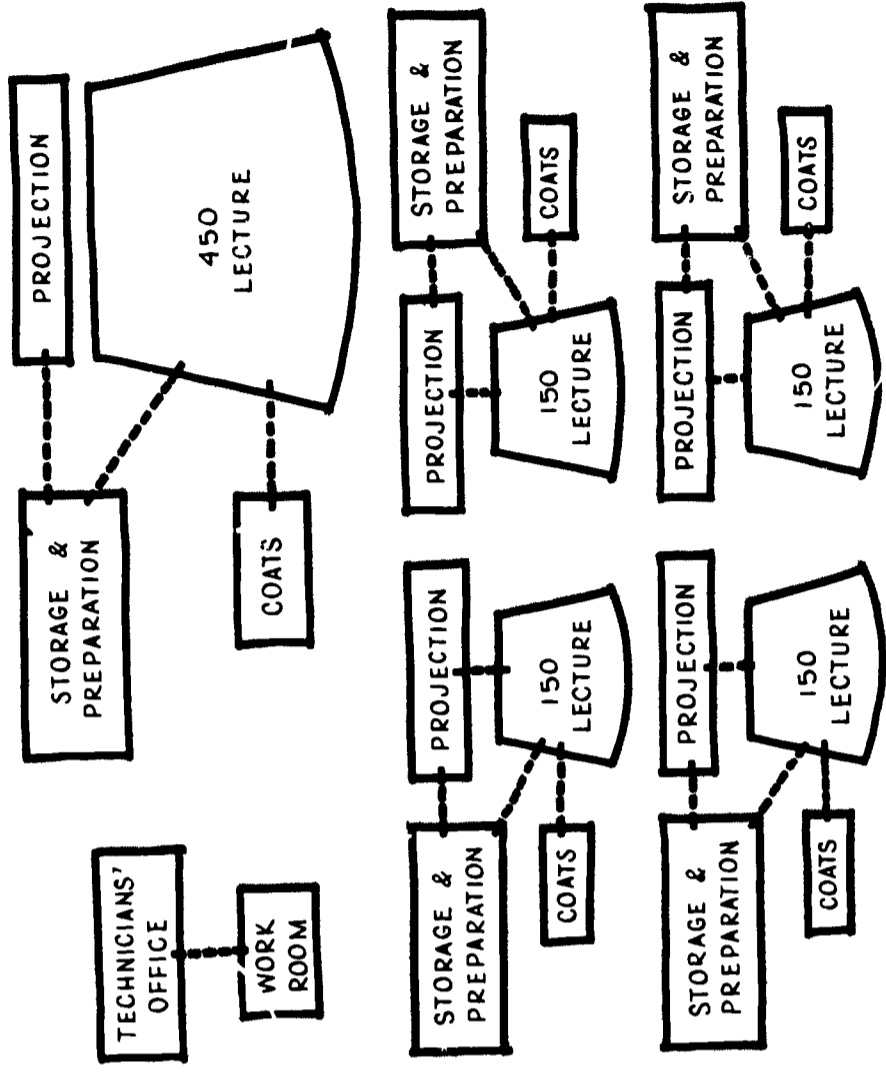 PROJECTION
450
LECTURE
STORAGE &
PREPARATION
COATS
TECHNICIANS'
OFFICE
WORK
ROOM
STORAGE &
PREPARATION
COATS
PROJECTION
150
LECTURE
PROJECTION
150
LECTURE
STORAGE &
PREPARATION
COATS
STORAGE &
PREPARATION
COATS
PROJECTION
150
LECTURE
PROJECTION
150
LECTURE
STORAGE &
PREPARATION
COATS